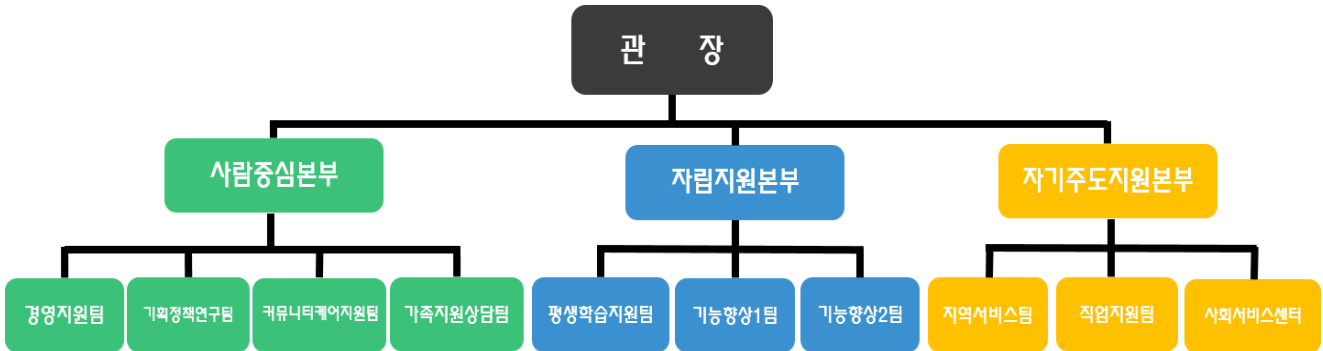 관 장
사람중심본부
자립지원본부
자기주도지원본부
경영지원팀
기획정책연구팀
커뮤니티케어지원팀
가족지원상담팀
평생학습지원팀
기능향상1팀
기능향상2팀
지역서비스팀
직업지원팀
사회서비스센터